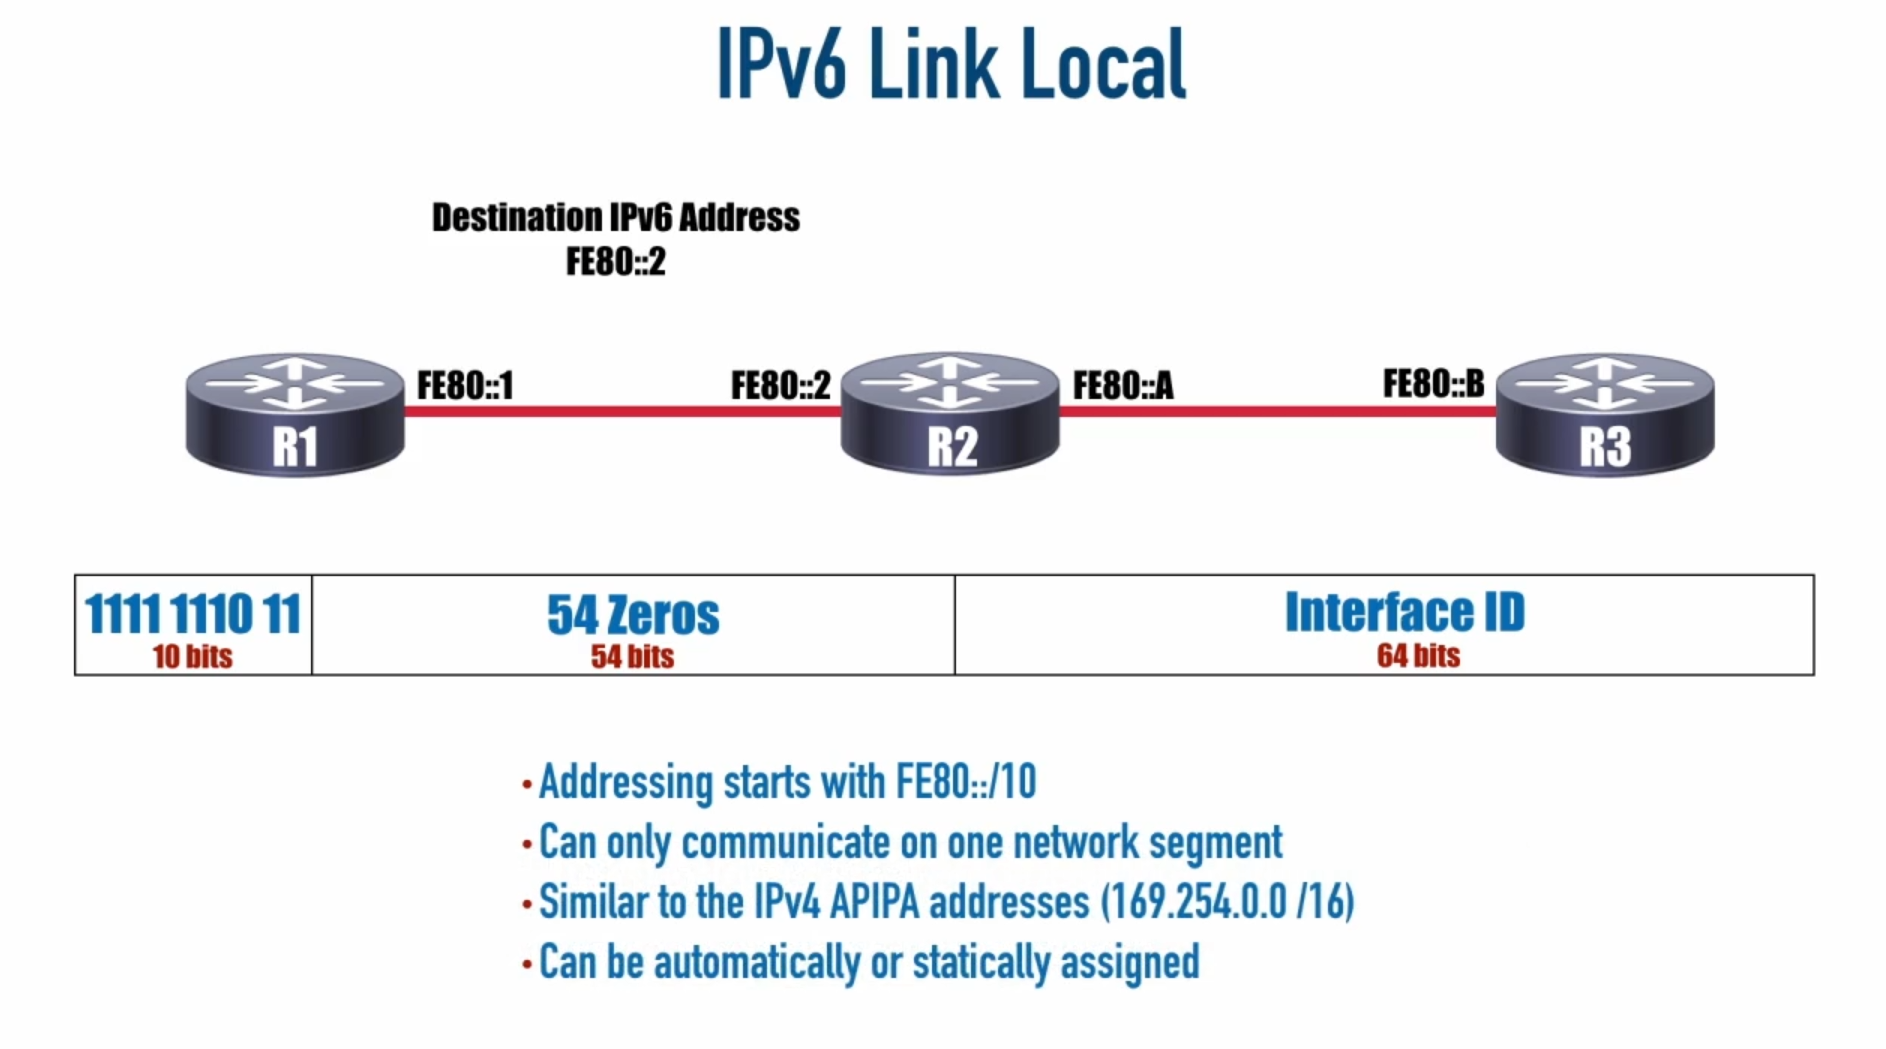 IPv6 Link Local
Destination IPv6 Address
FE80::2
FE80::1
FE80::2
FE80::A
FE80::B
R1
R2
R3
1111 1110 11
10 bits
54 Zeros
54 bits
Interface ID
64 bits
• Addressing starts with FE80::/10
• Can only communicate on one network segment
• Similar to the IPv4 APIPA addresses (169.254.0.0 /16)
• Can be automatically or statically assigned